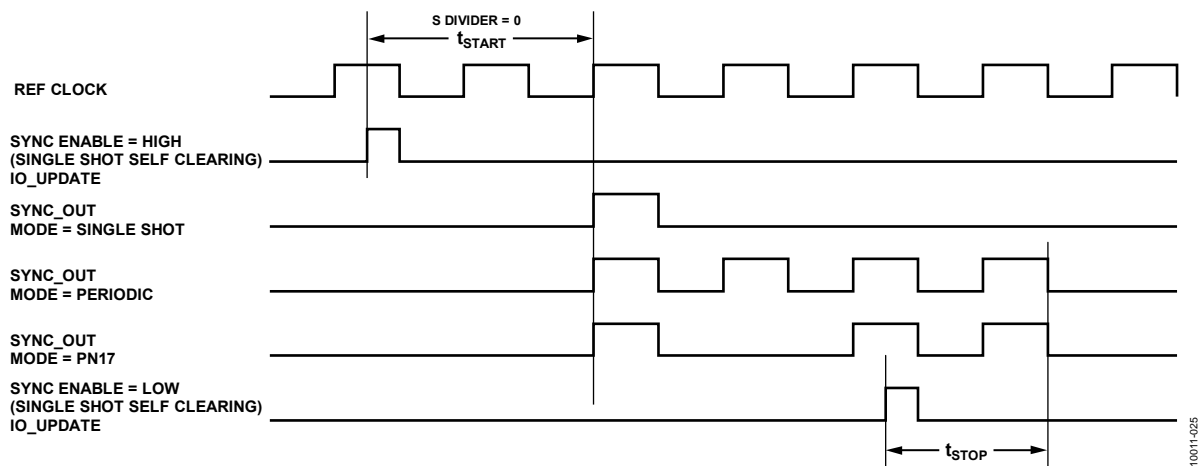 S DIVIDER = 0
tSTART
REF CLOCK
SYNC ENABLE = HIGH
(SINGLE SHOT SELF CLEARING)
IO_UPDATE
SYNC_OUT
MODE = SINGLE SHOT
SYNC_OUT
MODE = PERIODIC
SYNC_OUT
MODE = PN17
SYNC ENABLE = LOW
(SINGLE SHOT SELF CLEARING)
IO_UPDATE
tSTOP
10011-025